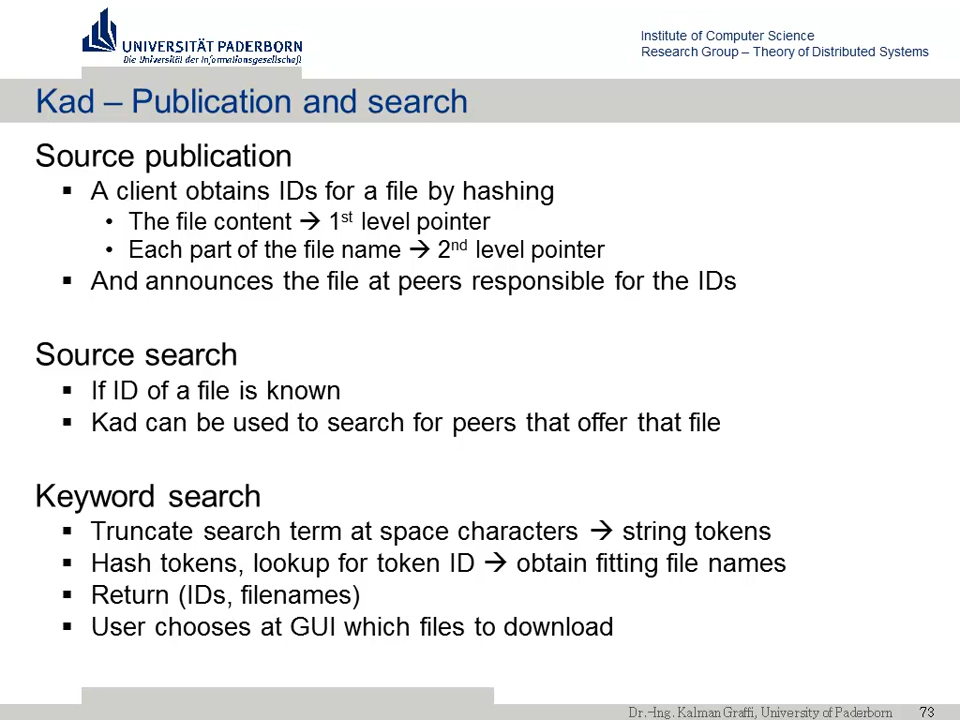 UNIVERSITÄT PADERBORN
Die Universität der Informationsgesellschaft
Institute of Computer Science
Research Group – Theory of Distributed Systems
Kad – Publication and search
Source publication
▪ A client obtains IDs for a file by hashing
• The file content → 1st level pointer
• Each part of the file name → 2nd level pointer
▪ And announces the file at peers responsible for the IDs
Source search
▪ If ID of a file is known
▪ Kad can be used to search for peers that offer that file
Keyword search
▪ Truncate search term at space characters → string tokens
▪ Hash tokens, lookup for token ID → obtain fitting file names
▪ Return (IDs, filenames)
▪ User chooses at GUI which files to download
Dr.-Ing. Kalman Graffi, University of Paderborn 73